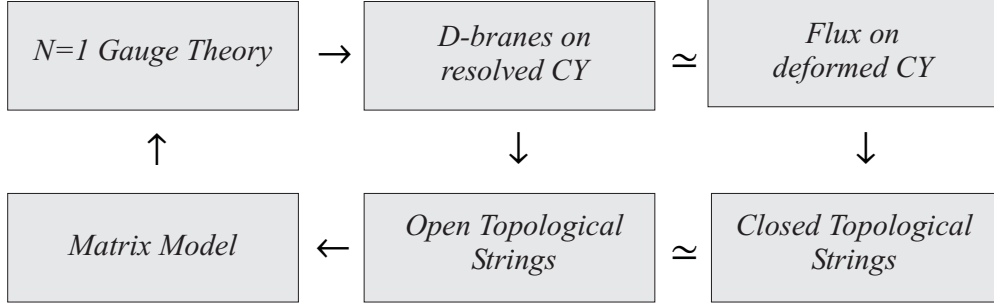 N=1 Gauge Theory → D-branes on resolved CY ≃ Flux on deformed CY
↑ ↓ ↓
Matrix Model ← Open Topological Strings ≃ Closed Topological Strings